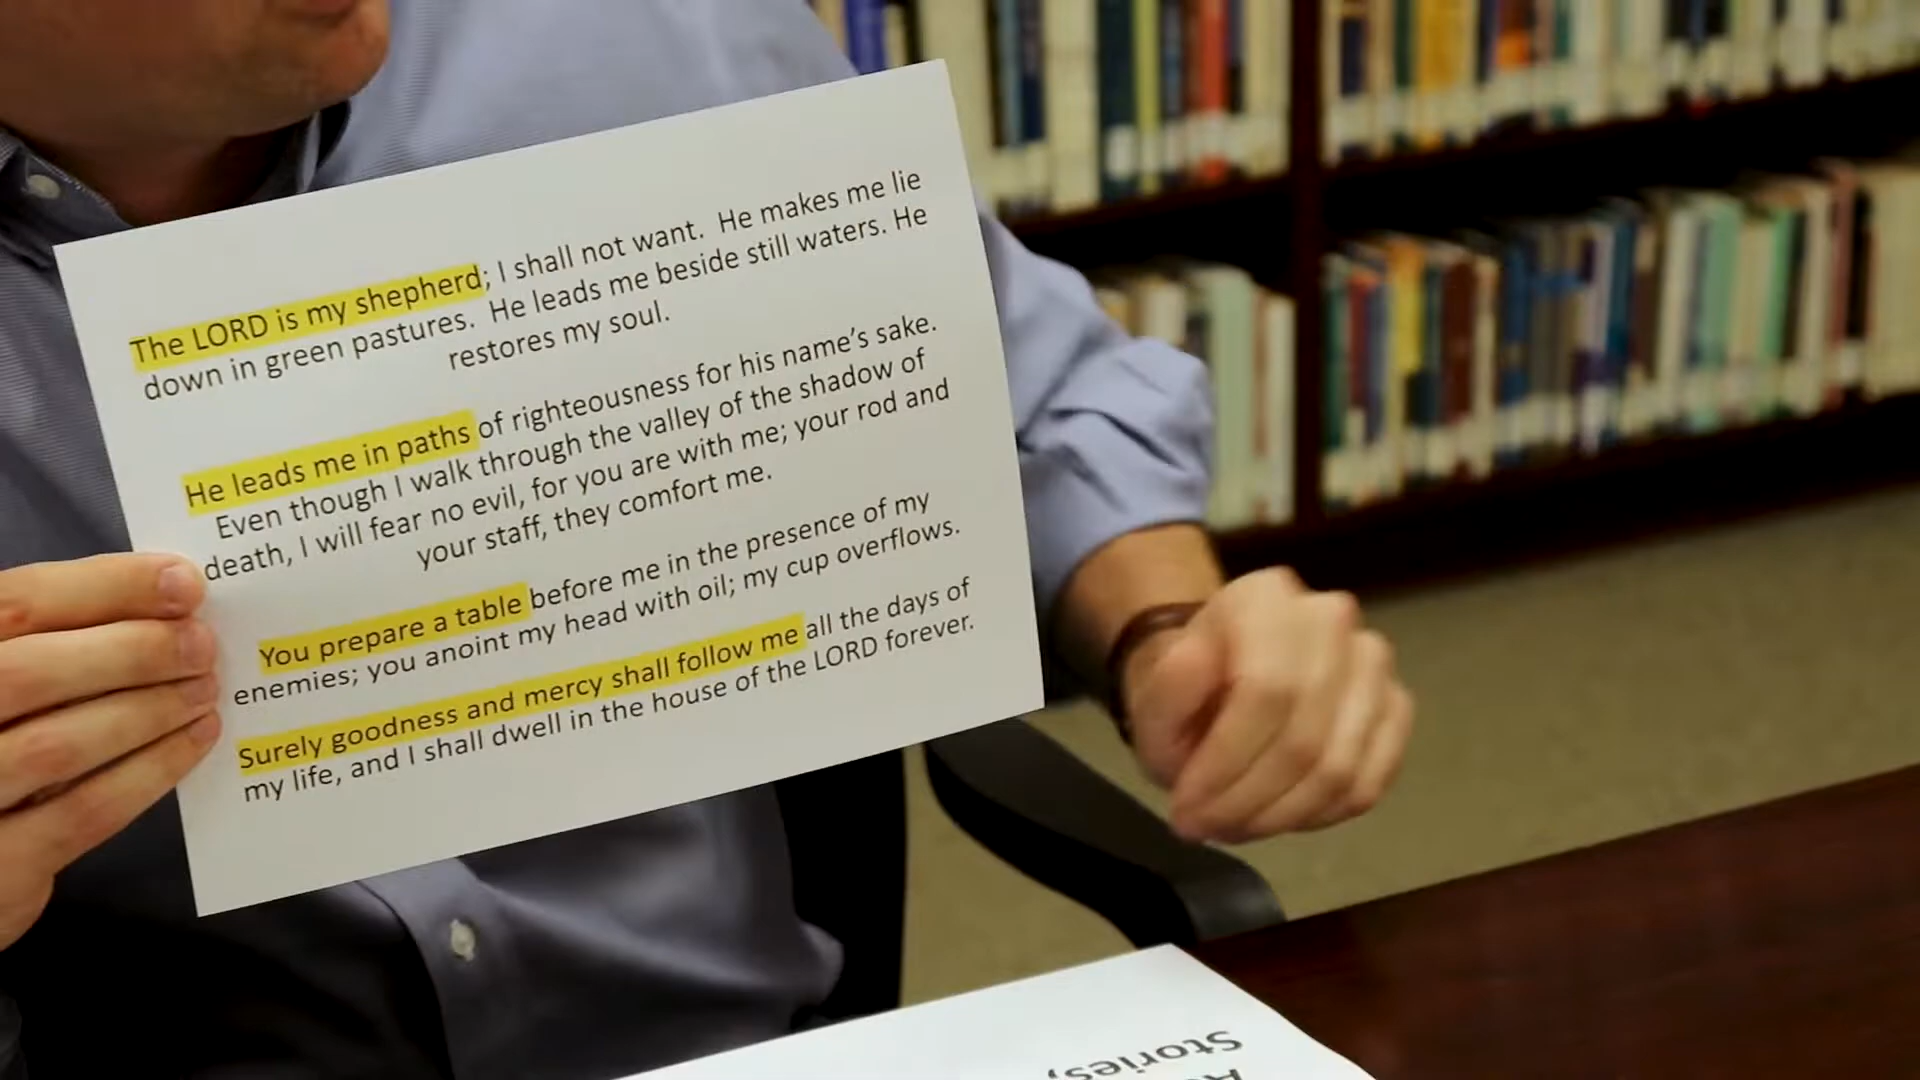 The LORD is my shepherd; I shall not want.  He makes me lie
down in green pastures.  He leads me beside still waters. He
restores my soul.
He leads me in paths of righteousness for his name’s sake.
Even though I walk through the valley of the shadow of
death, I will fear no evil, for you are with me; your rod and
your staff, they comfort me.
You prepare a table before me in the presence of my
enemies; you anoint my head with oil; my cup overflows.
Surely goodness and mercy shall follow me all the days of
my life, and I shall dwell in the house of the LORD forever.
Stories,